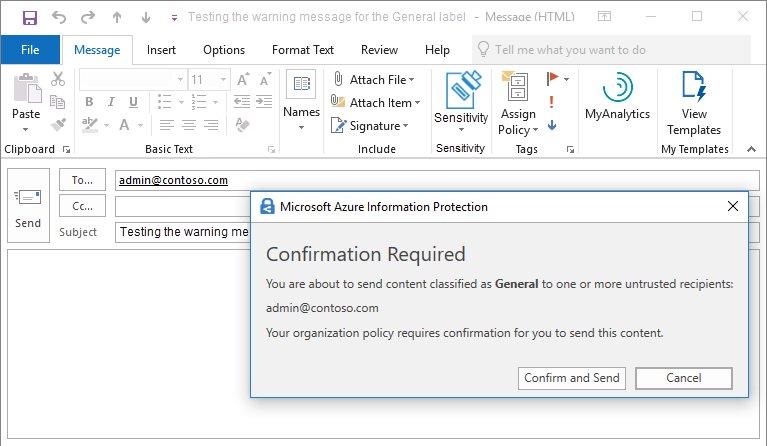 Testing the warning message for the General label - Message (HTML)
File Message Insert Options Format Text Review Help Tell me what you want to do
11 A A Attach File
Paste B I U Names Attach Item Sensitivity Assign Policy MyAnalytics View Templates
ab A Signature
Clipboard Basic Text Include Sensitivity Tags My Templates
To... admin@contoso.com
Cc...
Send
Subject Testing the warning me
Microsoft Azure Information Protection
Confirmation Required
You are about to send content classified as General to one or more untrusted recipients:
admin@contoso.com
Your organization policy requires confirmation for you to send this content.
Confirm and Send Cancel